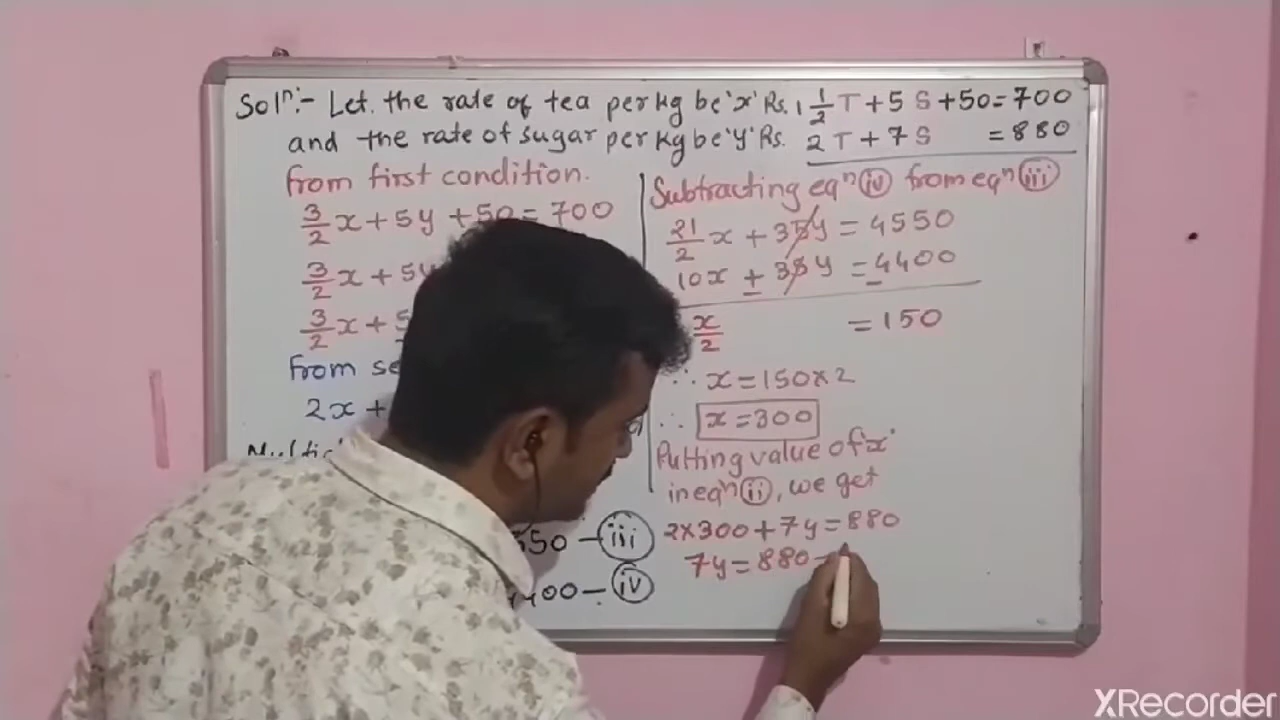 Solⁿ:- Let. the rate of tea per kg be 'x' Rs.
and the rate of sugar per kg be 'y' Rs.
1 1/2 T + 5 S + 50 = 700
2 T + 7 S = 880
from first condition.
3/2 x + 5y + 50 = 700
3/2 x + 5y
3/2 x +
from
2x +
550 - (iii)
400 - (iv)
Subtracting eqⁿ (iv) from eqⁿ (iii)
21/2 x + 35y = 4550
10x + 35y = 4400
x/2 = 150
∴ x = 150 × 2
∴ x = 300
Putting value of 'x'
in eqⁿ (ii), we get
2×300 + 7y = 880
7y = 880 -
XRecorder